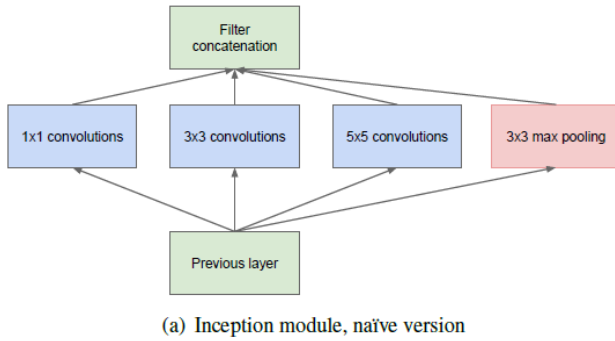 Filter
concatenation
1x1 convolutions
3x3 convolutions
5x5 convolutions
3x3 max pooling
Previous layer
(a) Inception module, naïve version